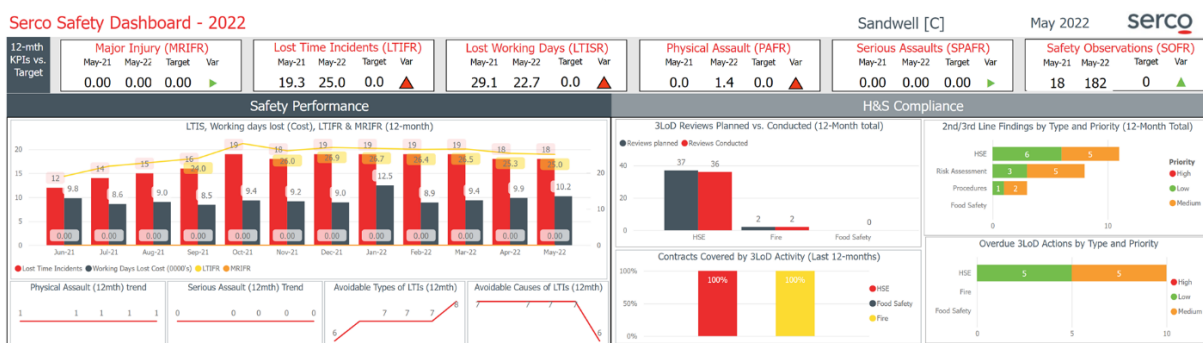 Serco Safety Dashboard - 2022
Sandwell [C]
May 2022
serco
12-mth
KPIs vs.
Target
Major Injury (MRIFR)
May-21 May-22 Target Var
0.00 0.00 0.00
Lost Time Incidents (LTIFR)
May-21 May-22 Target Var
19.3 25.0 0.0
Lost Working Days (LTISR)
May-21 May-22 Target Var
29.1 22.7 0.0
Physical Assault (PAFR)
May-21 May-22 Target Var
0.0 1.4 0.0
Serious Assaults (SPAFR)
May-21 May-22 Target Var
0.00 0.00 0.00
Safety Observations (SOFR)
May-21 May-22 Target Var
18 182 0
Safety Performance
LTIS, Working days lost (Cost), LTIFR & MRIFR (12-month)
20
15
10
5
0
20
10
0
12 14 15 16 19 18 19 19 19 19 18 18
24.0 26.0 26.9 26.7 26.4 26.5 25.3 25.0
9.8 8.6 9.0 8.5 9.4 9.2 9.0 12.5 8.9 9.4 9.9 10.2
0.00 0.00 0.00 0.00 0.00 0.00 0.00 0.00 0.00 0.00 0.00 0.00
Jun-21 Jul-21 Aug-21 Sep-21 Oct-21 Nov-21 Dec-21 Jan-22 Feb-22 Mar-22 Apr-22 May-22
Lost Time Incidents Working Days Lost Cost (0000's) LTIFR MRIFR
Physical Assault (12mth) trend
1 1 1 1 1
Serious Assault (12mth) Trend
0 0 0 0 0
Avoidable Types of LTIs (12mth)
6 7 7 7 8
Avoidable Causes of LTIs (12mth)
7 7 7 7 6
H&S Compliance
3LoD Reviews Planned vs. Conducted (12-Month total)
Reviews planned Reviews Conducted
40
20
0
37 36
2 2
0
HSE Fire Food Safety
Contracts Covered by 3LoD Activity (Last 12-months)
100%
50%
0%
100% 100%
HSE
Food Safety
Fire
2nd/3rd Line Findings by Type and Priority (12-Month Total)
HSE 6 5
Risk Assessment 3 5
Procedures 1 2
Food Safety
0 10
Priority
High
Low
Medium
Overdue 3LoD Actions by Type and Priority
HSE 5 5
Fire
Food Safety
0 5 10
High
Low
Medium